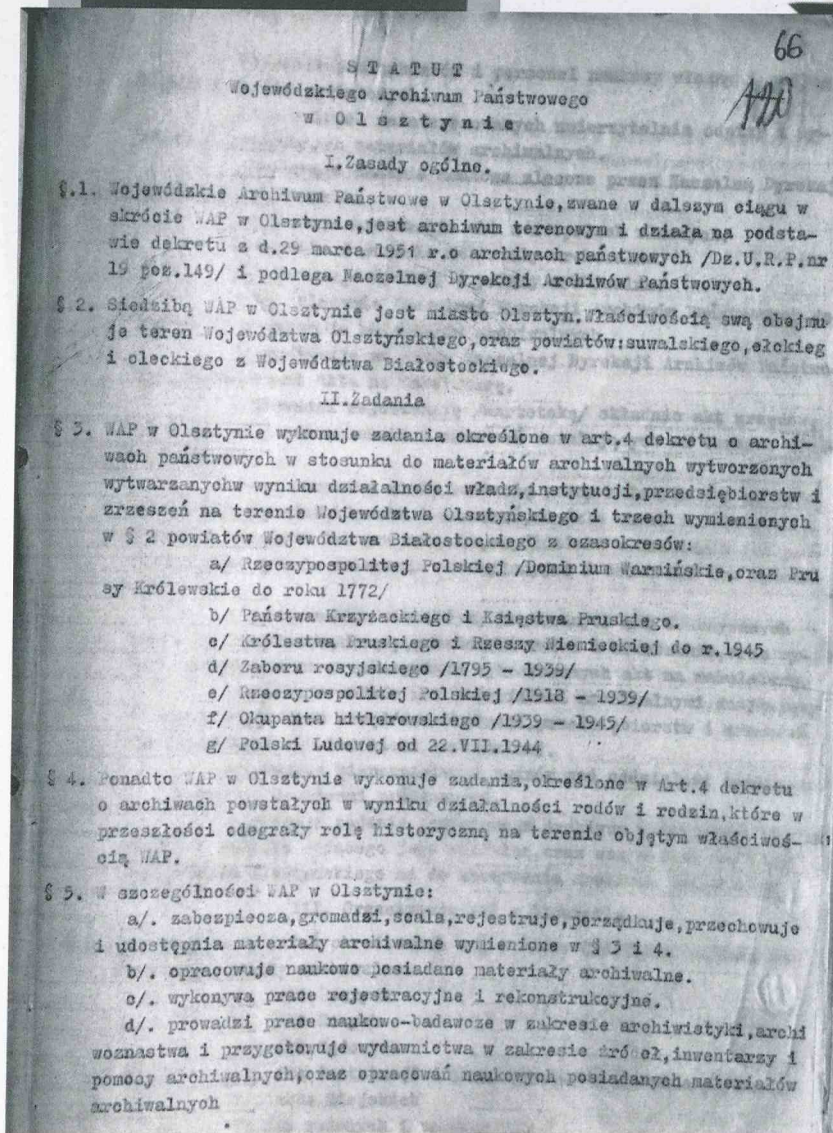 66
120
S T A T U T
Wojewódzkiego Archiwum Państwowego
w O l s z t y n i e
I.Zasady ogólne.
§.1. Wojewódzkie Archiwum Państwowe w Olsztynie,zwane w dalszym ciągu w
skrócie WAP w Olsztynie,jest archiwum terenowym i działa na podsta-
wie dekretu z d.29 marca 1951 r.o archiwach państwowych /Dz.U.R.P.nr
19 poz.149/ i podlega Naczelnej Dyrekcji Archiwów Państwowych.
§ 2. Siedzibą WAP w Olsztynie jest miasto Olsztyn.Właściwością swą obejmu
je teren Województwa Olsztyńskiego,oraz powiatów:suwalskiego,ełckieg
i oleckiego z Województwa Białostockiego.
II.Zadania
§ 3. WAP w Olsztynie wykonuje zadania określone w art.4 dekretu o archi-
wach państwowych w stosunku do materiałów archiwalnych wytworzonych
wytwarzanychw wyniku działalności władz,instytucji,przedsiębiorstw i
zrzeszeń na terenie Województwa Olsztyńskiego i trzech wymienionych
w § 2 powiatów Województwa Białostockiego z czasokresów:
a/ Rzeczypospolitej Polskiej /Dominium Warmińskie,oraz Pru
sy Królewskie do roku 1772/
b/ Państwa Krzyżackiego i Księstwa Pruskiego.
c/ Królestwa Pruskiego i Rzeszy Niemieckiej do r.1945
d/ Zaboru rosyjskiego /1795 - 1939/
e/ Rzeczypospolitej Polskiej /1918 - 1939/
f/ Okupanta hitlerowskiego /1939 - 1945/
g/ Polski Ludowej od 22.VII.1944
§ 4. Ponadto WAP w Olsztynie wykonuje zadania,określone w Art.4 dekretu
o archiwach powstałych w wyniku działalności rodów i rodzin,które w
przeszłości odegrały rolę historyczną na terenie objętym właściwoś-
cią WAP.
§ 5. W szczególności WAP w Olsztynie:
a/. zabezpiecza,gromadzi,scala,rejestruje,porządkuje,przechowuje
i udostępnia materiały archiwalne wymienione w § 3 i 4.
b/. opracowuje naukowo posiadane materiały archiwalne.
c/. wykonywa prace rejestracyjne i rekonstrukcyjne.
d/. prowadzi prace naukowo-badawcze w zakresie archiwistyki,archi
woznastwa i przygotowuje wydawnictwa w zakresie źró eł,inwentarzy i
pomocy archiwalnych,oraz opracowań naukowych posiadanych materiałów
archiwalnych